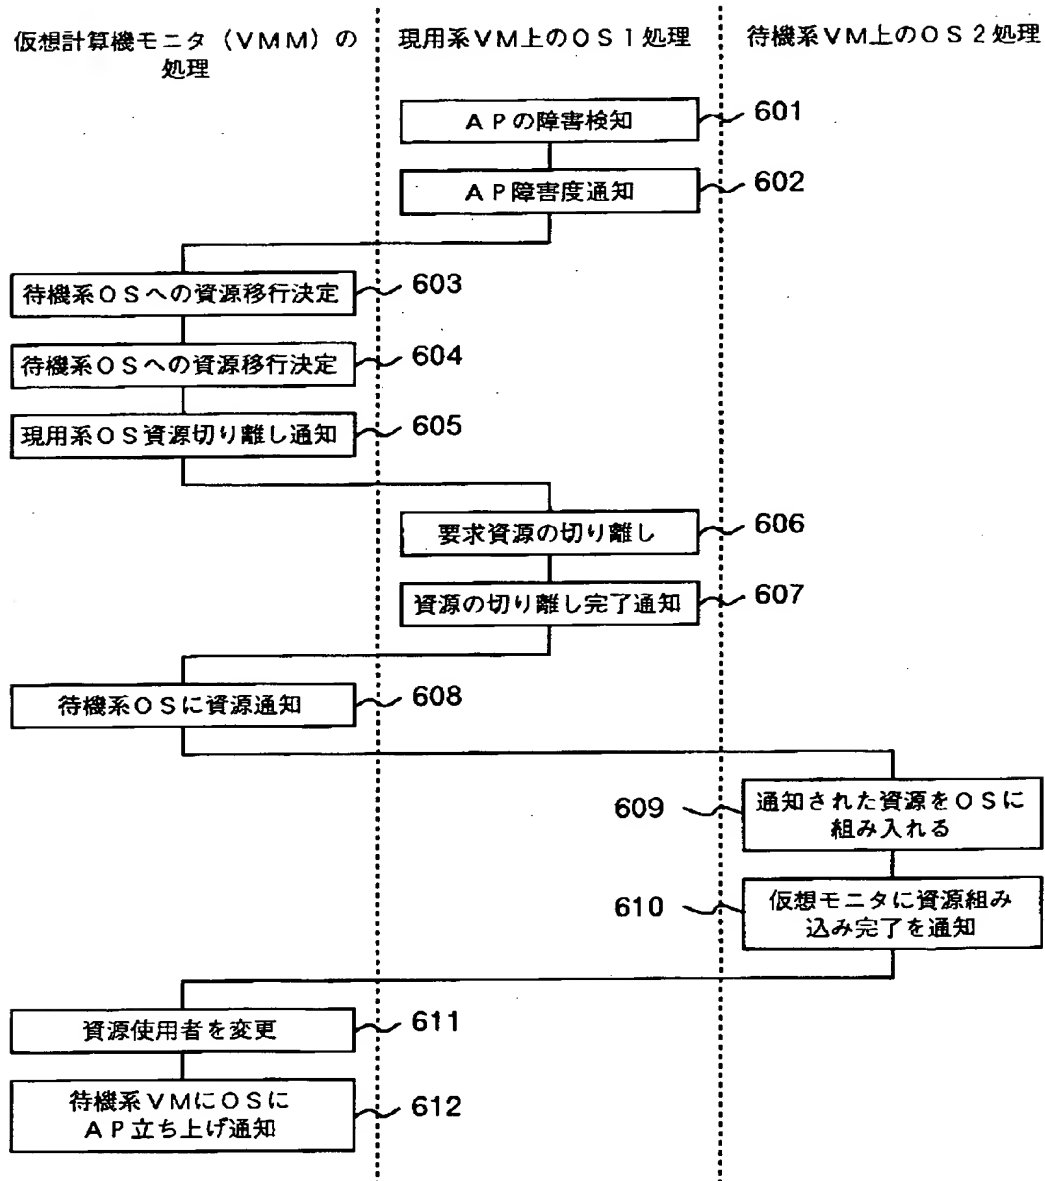 仮想計算機モニタ（VMM）の
処理
現用系VM上のOS1処理
待機系VM上のOS2処理
APの障害検知
601
AP障害度通知
602
待機系OSへの資源移行決定
603
待機系OSへの資源移行決定
604
現用系OS資源切り離し通知
605
要求資源の切り離し
606
資源の切り離し完了通知
607
待機系OSに資源通知
608
609
通知された資源をOSに
組み入れる
610
仮想モニタに資源組み
込み完了を通知
資源使用者を変更
611
待機系VMにOSに
AP立ち上げ通知
612